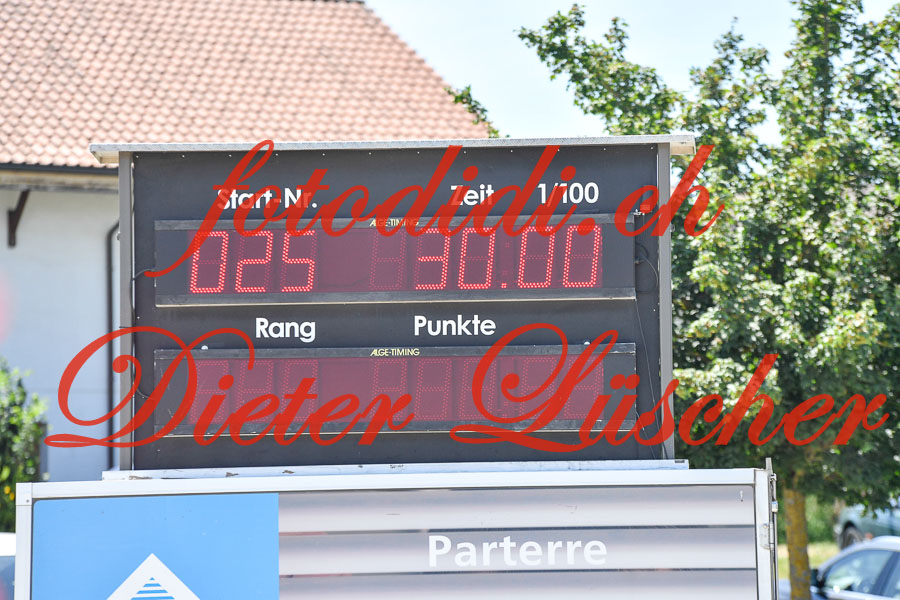 Start-Nr. Zeit 1/100
fotodidi.ch
ALGE-TIMING
025 -30:00
Rang Punkte
ALGE-TIMING
Dieter Lüscher
Parterre